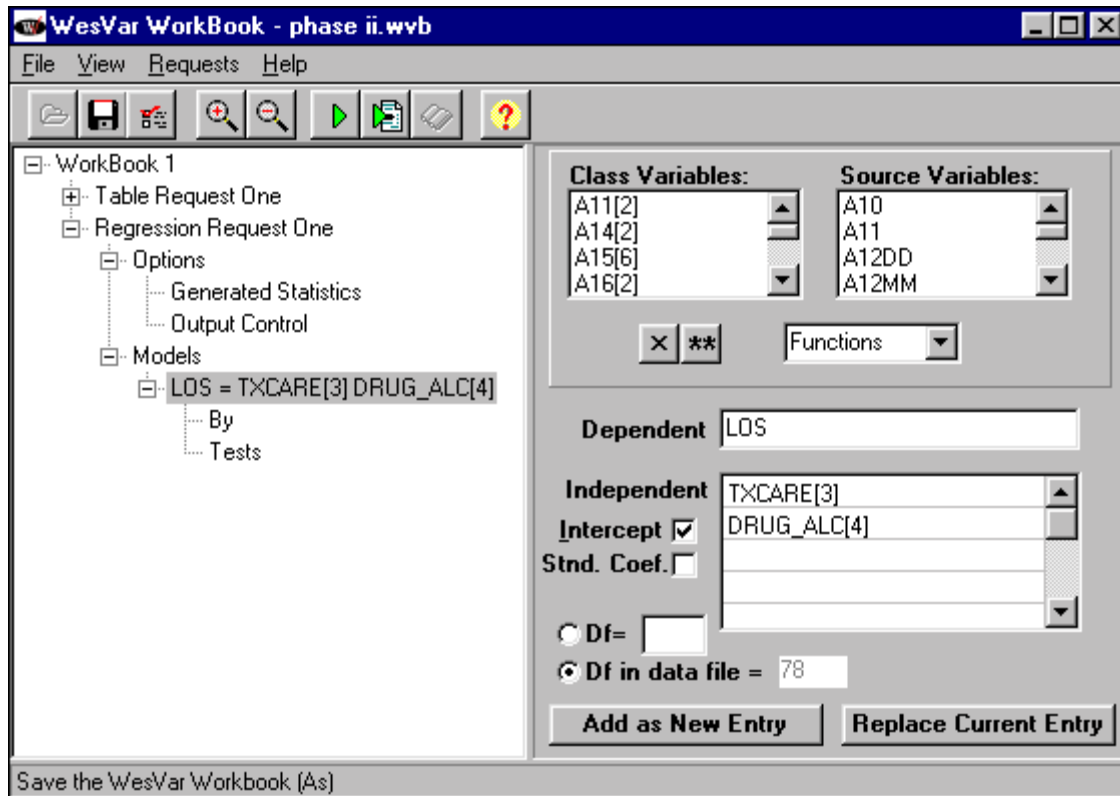 WesVar WorkBook - phase ii.wvb
File View Requests Help
WorkBook 1
Table Request One
Regression Request One
Options
Generated Statistics
Output Control
Models
LOS = TXCARE[3] DRUG_ALC[4]
By
Tests
Class Variables:
A11[2]
A14[2]
A15[6]
A16[2]
Source Variables:
A10
A11
A12DD
A12MM
× **
Functions
Dependent LOS
Independent TXCARE[3]
DRUG_ALC[4]
Intercept
Stnd. Coef.
Df=
Df in data file = 78
Add as New Entry Replace Current Entry
Save the WesVar Workbook (As)